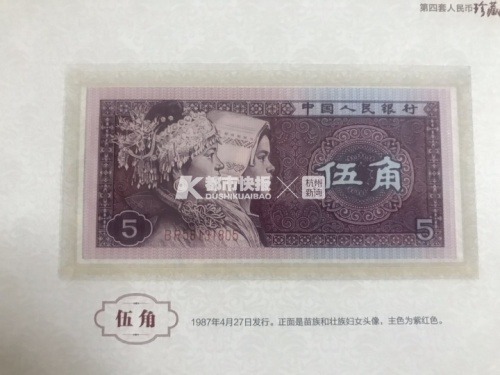 第四套人民币珍藏
中国人民银行
伍角
K都市快报 × 杭州新闻
DUSHIKUAIBAO
5
5
伍角
1987年4月27日发行。正面是苗族和壮族妇女头像，主色为紫红色。